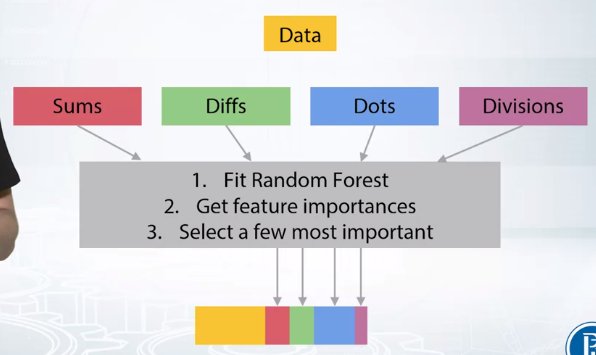 Data
Sums
Diffs
Dots
Divisions
1. Fit Random Forest
2. Get feature importances
3. Select a few most important